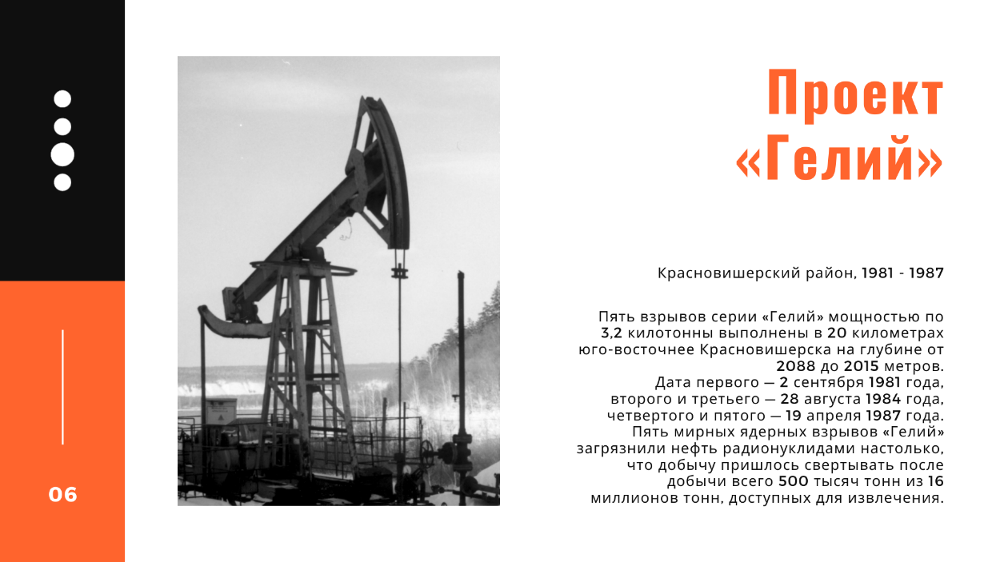 Проект
«Гелий»
Красновишерский район, 1981 - 1987
Пять взрывов серии «Гелий» мощностью по
3,2 килотонны выполнены в 20 километрах
юго-восточнее Красновишерска на глубине от
2088 до 2015 метров.
Дата первого — 2 сентября 1981 года,
второго и третьего — 28 августа 1984 года,
четвертого и пятого — 19 апреля 1987 года.
Пять мирных ядерных взрывов «Гелий»
загрязнили нефть радионуклидами настолько,
что добычу пришлось свертывать после
добычи всего 500 тысяч тонн из 16
миллионов тонн, доступных для извлечения.
06